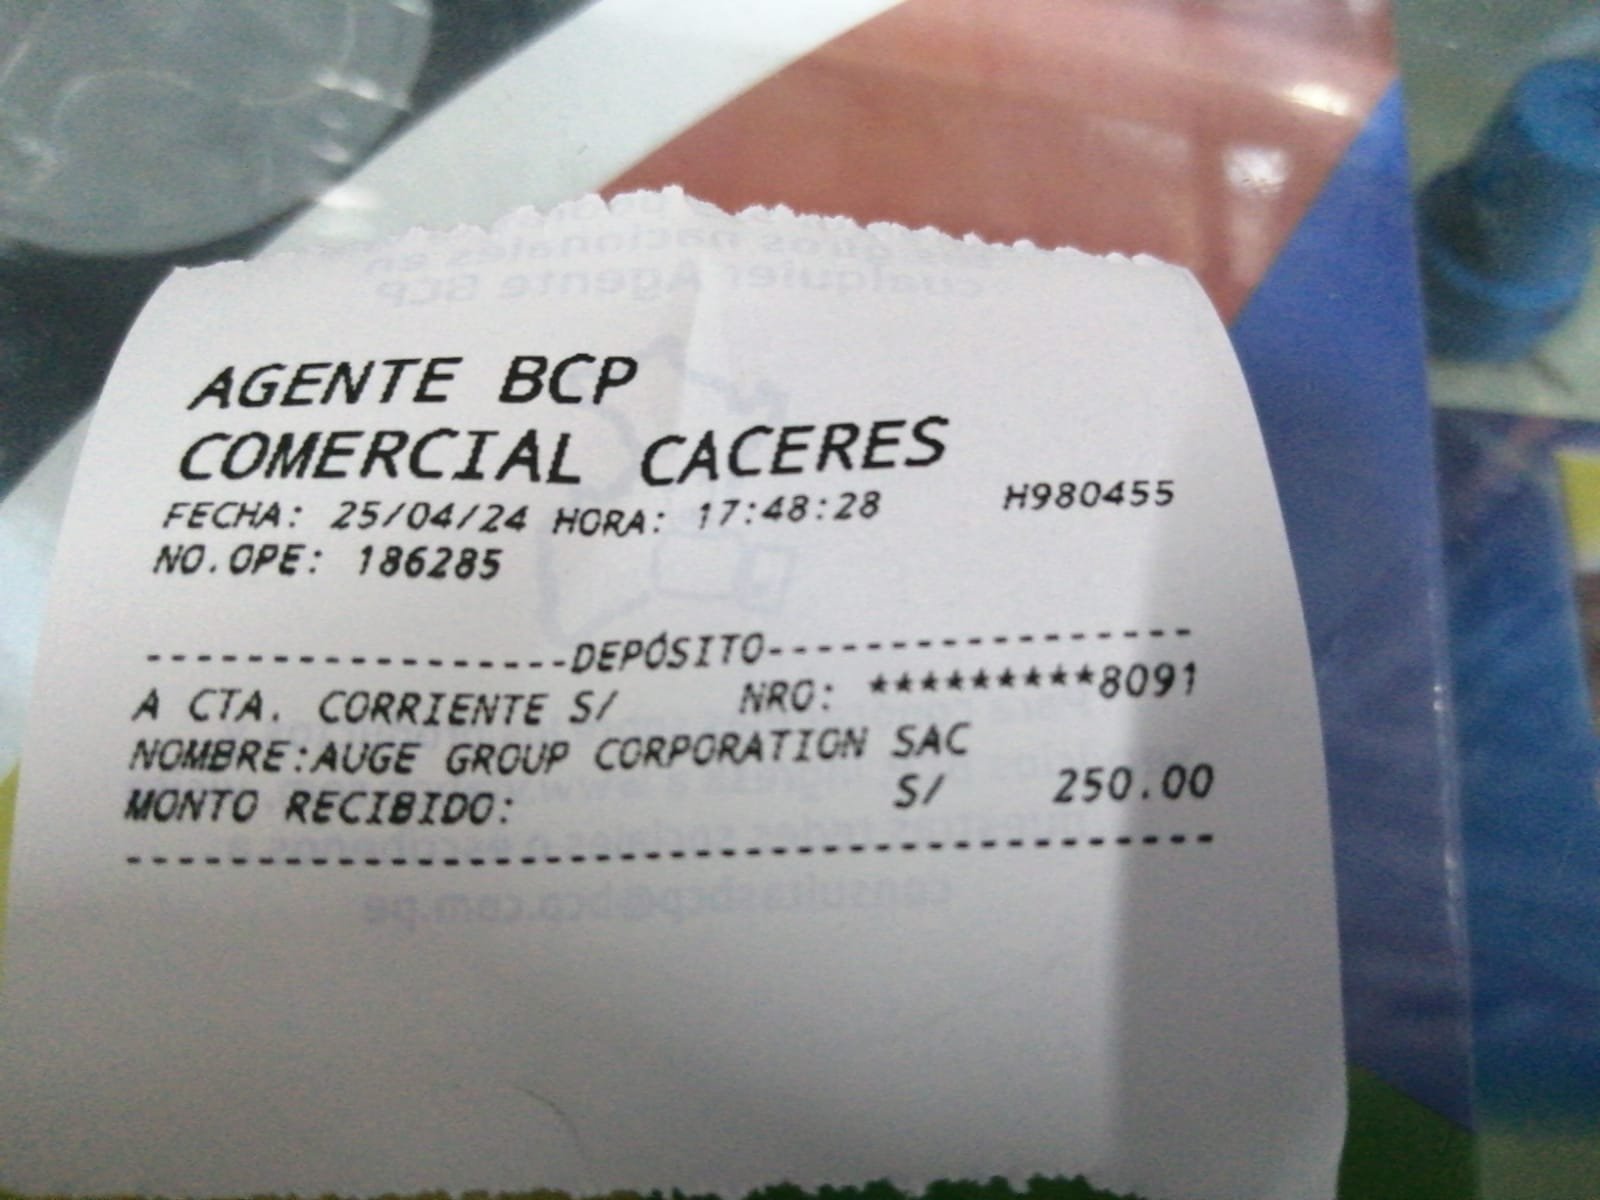 AGENTE BCP
COMERCIAL CACERES
FECHA: 25/04/24 HORA: 17:48:28 H980455
NO.OPE: 186285
------------------DEPÓSITO------------------
A CTA. CORRIENTE S/ NRO: **********8091
NOMBRE:AUGE GROUP CORPORATION SAC
MONTO RECIBIDO: S/ 250.00
-----------------------------------------------